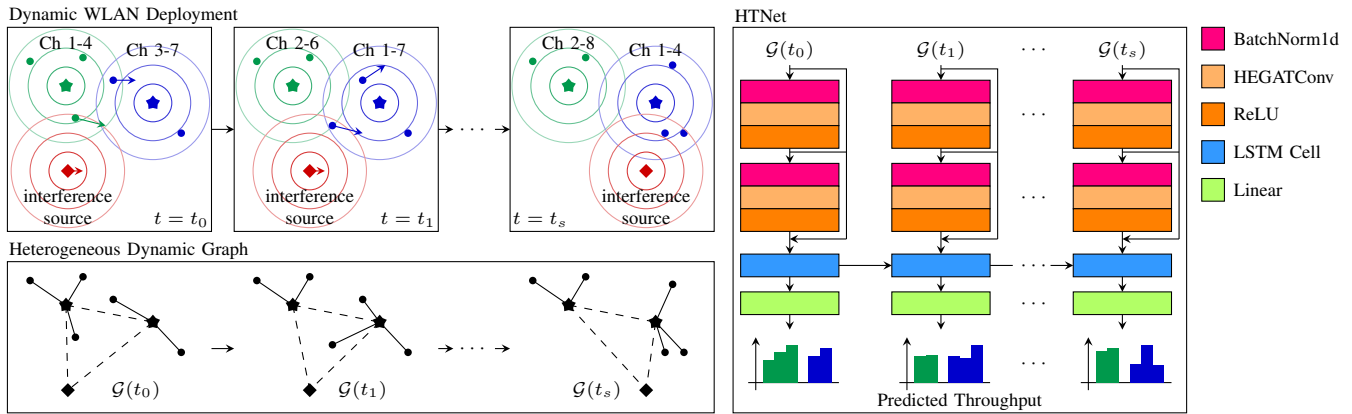 Dynamic WLAN Deployment
Ch 1-4
Ch 3-7
interference
source
t = t₀
Ch 2-6
Ch 1-7
interference
source
t = t₁
· · ·
Ch 2-8
Ch 1-4
interference
source
t = tₛ
Heterogeneous Dynamic Graph
𝒢(t₀)
𝒢(t₁)
· · ·
𝒢(tₛ)
HTNet
𝒢(t₀)
𝒢(t₁)
· · ·
𝒢(tₛ)
· · ·
· · ·
· · ·
· · ·
· · ·
Predicted Throughput
BatchNorm1d
HEGATConv
ReLU
LSTM Cell
Linear